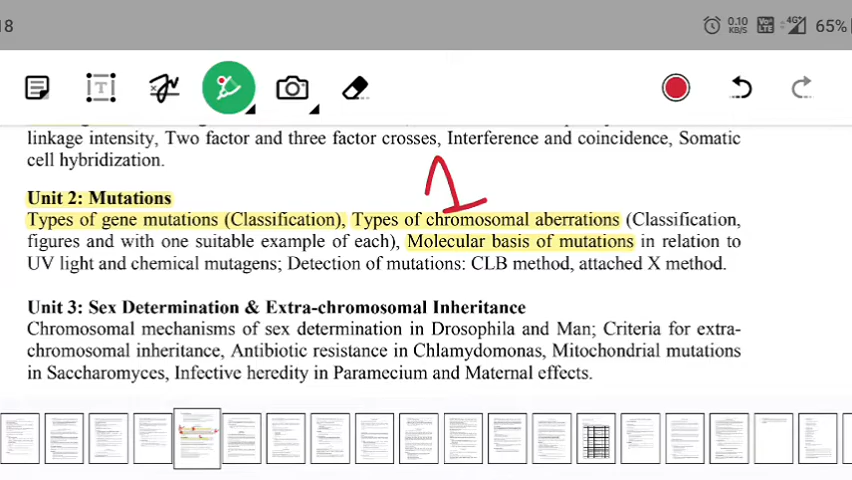 18
0.10
KB/S
Vo
LTE
4G+
65%
T
linkage intensity, Two factor and three factor crosses, Interference and coincidence, Somatic
cell hybridization.
Unit 2: Mutations
Types of gene mutations (Classification), Types of chromosomal aberrations (Classification,
figures and with one suitable example of each), Molecular basis of mutations in relation to
UV light and chemical mutagens; Detection of mutations: CLB method, attached X method.
Unit 3: Sex Determination & Extra-chromosomal Inheritance
Chromosomal mechanisms of sex determination in Drosophila and Man; Criteria for extra-
chromosomal inheritance, Antibiotic resistance in Chlamydomonas, Mitochondrial mutations
in Saccharomyces, Infective heredity in Paramecium and Maternal effects.